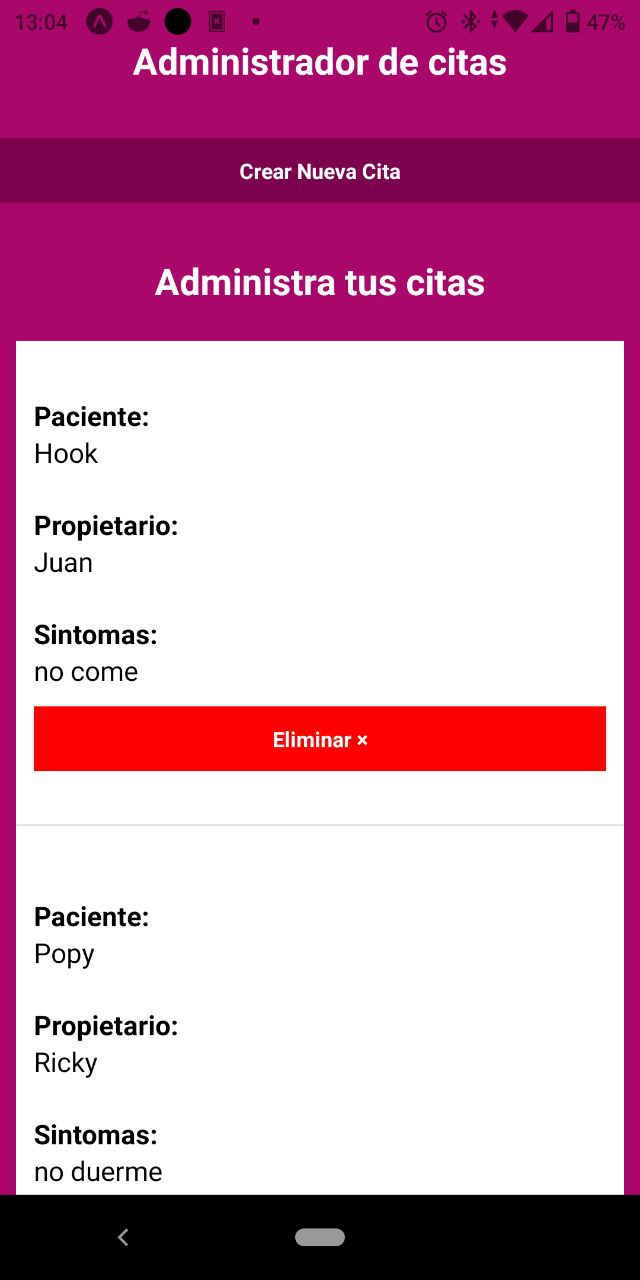 13:04
47%
Administrador de citas
Crear Nueva Cita
Administra tus citas
Paciente:
Hook
Propietario:
Juan
Sintomas:
no come
Eliminar ×
Paciente:
Popy
Propietario:
Ricky
Sintomas:
no duerme